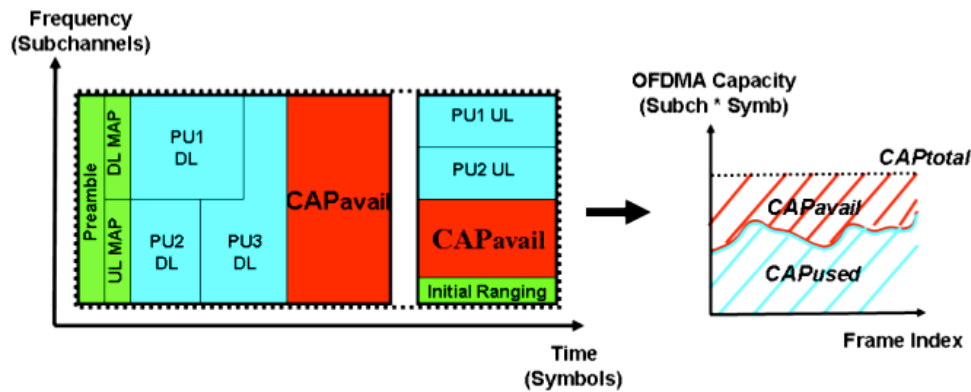 Frequency
(Subchannels)
Preamble
DL MAP
UL MAP
PU1
DL
PU2
DL
PU3
DL
CAPavail
PU1 UL
PU2 UL
CAPavail
Initial Ranging
Time
(Symbols)
OFDMA Capacity
(Subch * Symb)
CAPtotal
CAPavail
CAPused
Frame Index